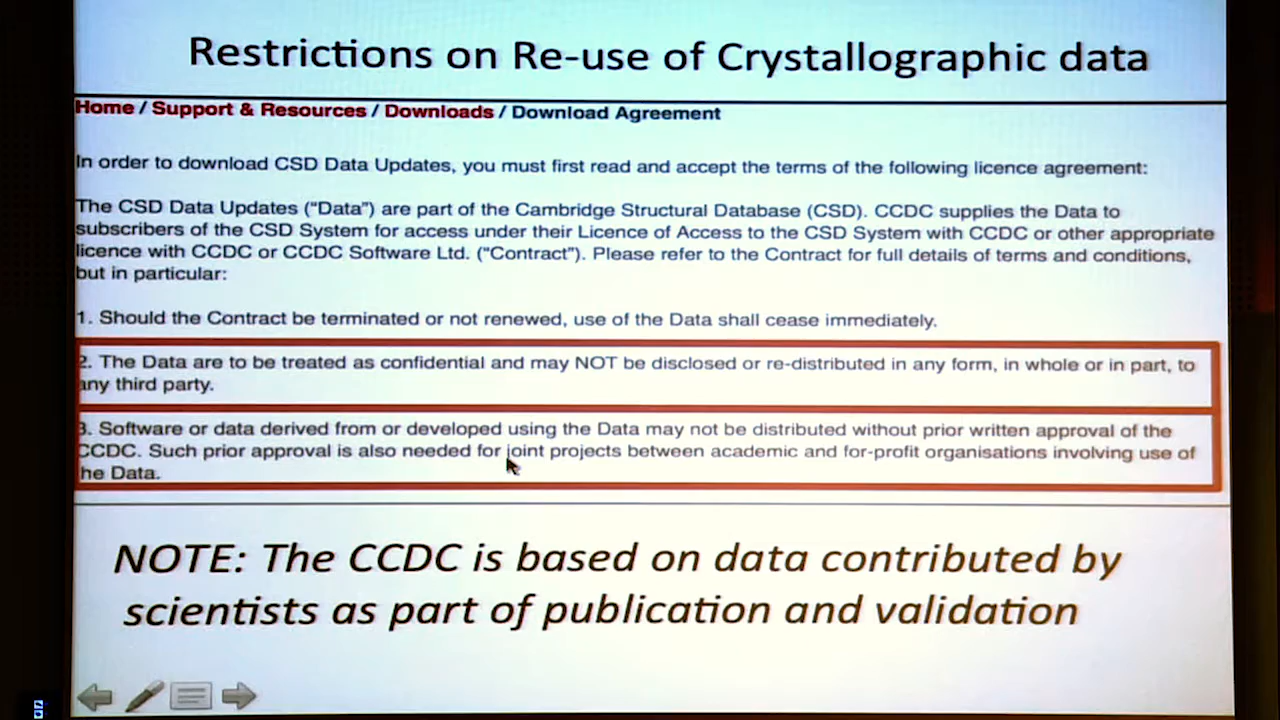 Restrictions on Re-use of Crystallographic data
Home / Support & Resources / Downloads / Download Agreement
In order to download CSD Data Updates, you must first read and accept the terms of the following licence agreement:
The CSD Data Updates (“Data”) are part of the Cambridge Structural Database (CSD). CCDC supplies the Data to
subscribers of the CSD System for access under their Licence of Access to the CSD System with CCDC or other appropriate
licence with CCDC or CCDC Software Ltd. (“Contract”). Please refer to the Contract for full details of terms and conditions,
but in particular:
1. Should the Contract be terminated or not renewed, use of the Data shall cease immediately.
2. The Data are to be treated as confidential and may NOT be disclosed or re-distributed in any form, in whole or in part, to
any third party.
3. Software or data derived from or developed using the Data may not be distributed without prior written approval of the
CCDC. Such prior approval is also needed for joint projects between academic and for-profit organisations involving use of
he Data.
NOTE: The CCDC is based on data contributed by
scientists as part of publication and validation